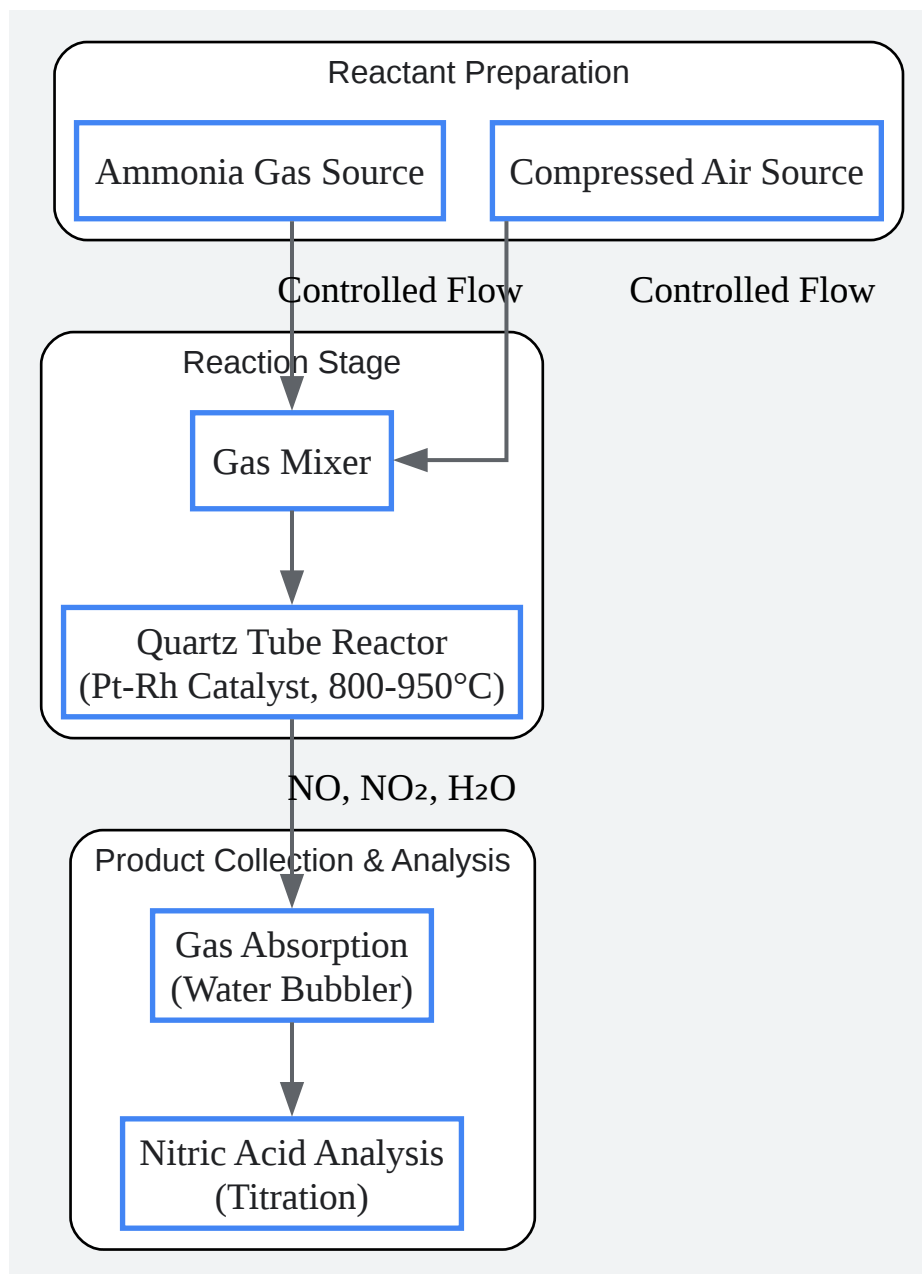 Reactant Preparation
Ammonia Gas Source
Compressed Air Source
Controlled Flow
Controlled Flow
Reaction Stage
Gas Mixer
Quartz Tube Reactor
(Pt-Rh Catalyst, 800-950°C)
NO, NO₂, H₂O
Product Collection & Analysis
Gas Absorption
(Water Bubbler)
Nitric Acid Analysis
(Titration)